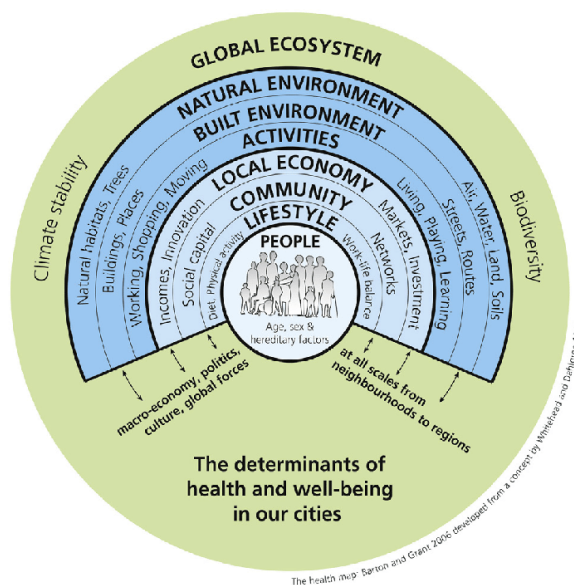 GLOBAL ECOSYSTEM
NATURAL ENVIRONMENT
BUILT ENVIRONMENT
ACTIVITIES
LOCAL ECONOMY
COMMUNITY
LIFESTYLE
PEOPLE
Age, sex &
hereditary factors
Climate stability
Natural habitats, Trees
Buildings, Places
Working, Shopping, Moving
Incomes, Innovation
Social capital
Diet, Physical activity
Work-life balance
Networks
Markets, Investment
Living, Playing, Learning
Streets, Routes
Air, Water, Land, Soils
Biodiversity
macro-economy, politics,
culture, global forces
at all scales from
neighbourhoods to regions
The determinants of
health and well-being
in our cities
The health map: Barton and Grant 2006 developed from a concept by Whitehead and